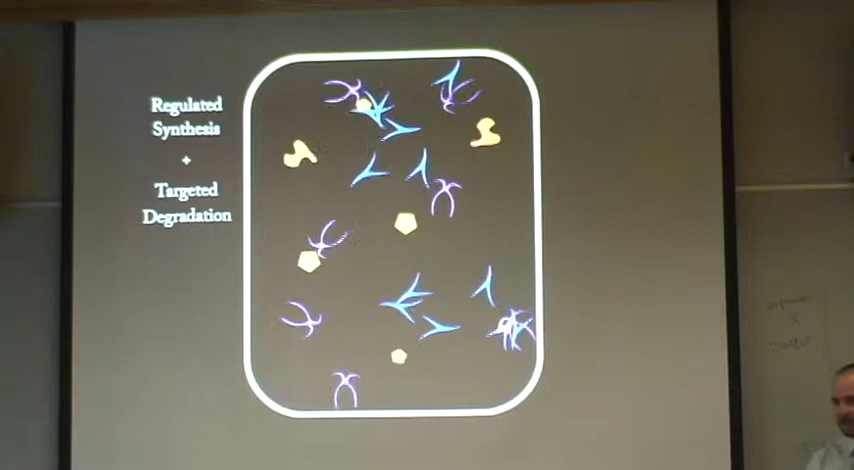 Regulated
Synthesis
+
Targeted
Degradation